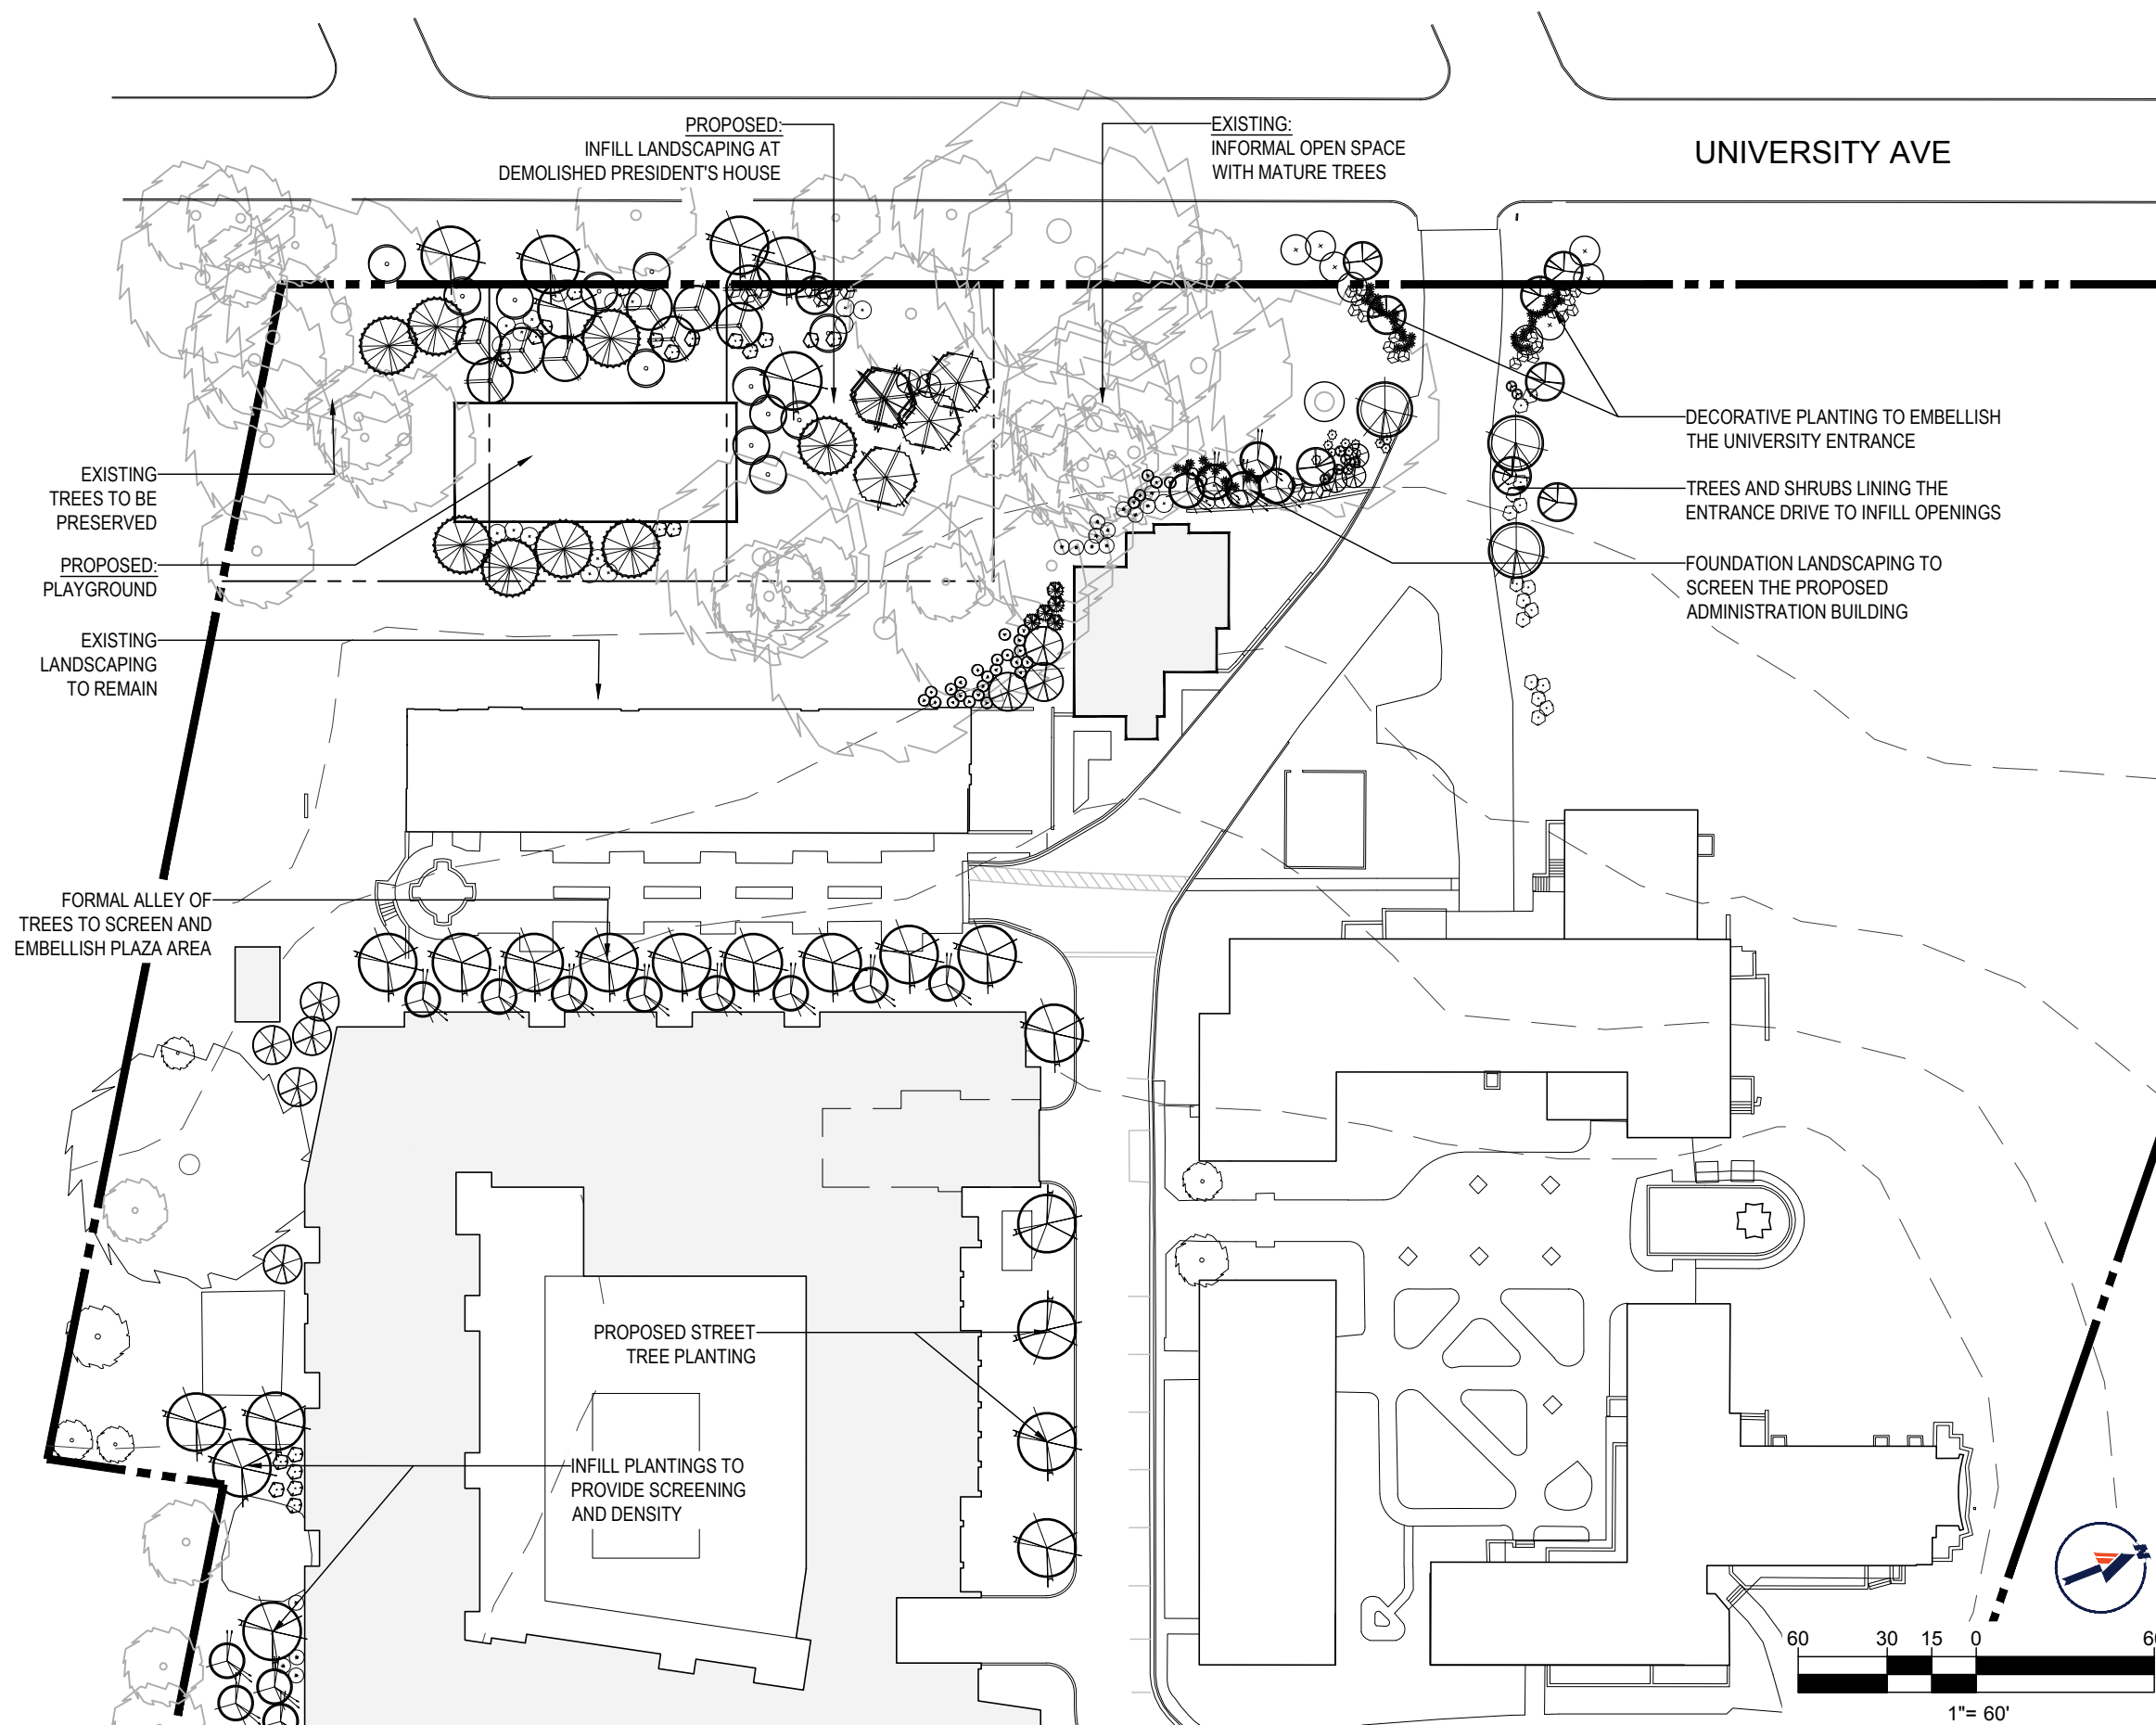 PROPOSED:
INFILL LANDSCAPING AT
DEMOLISHED PRESIDENT'S HOUSE
EXISTING:
INFORMAL OPEN SPACE
WITH MATURE TREES
UNIVERSITY AVE
DECORATIVE PLANTING TO EMBELLISH
THE UNIVERSITY ENTRANCE
EXISTING
TREES TO BE
PRESERVED
TREES AND SHRUBS LINING THE
ENTRANCE DRIVE TO INFILL OPENINGS
PROPOSED:
PLAYGROUND
FOUNDATION LANDSCAPING TO
SCREEN THE PROPOSED
ADMINISTRATION BUILDING
EXISTING
LANDSCAPING
TO REMAIN
FORMAL ALLEY OF
TREES TO SCREEN AND
EMBELLISH PLAZA AREA
PROPOSED STREET
TREE PLANTING
INFILL PLANTINGS TO
PROVIDE SCREENING
AND DENSITY
N
60 30 15 0
1"= 60'